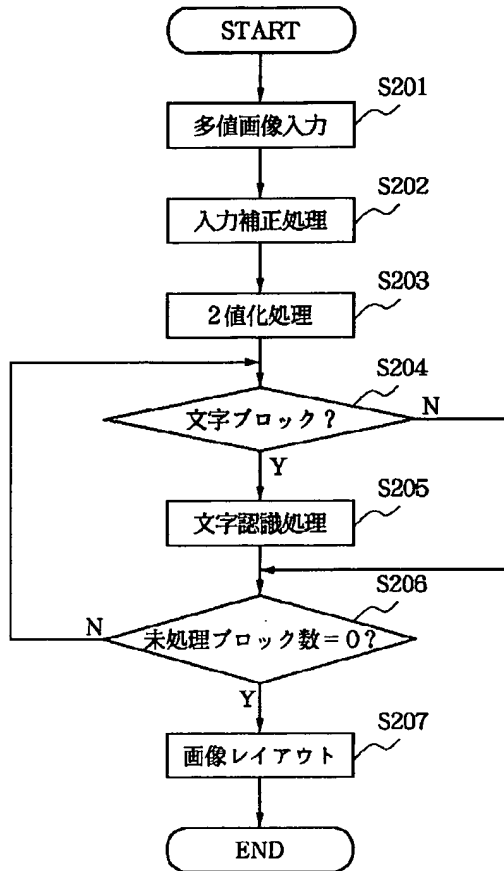 START
S201
多値画像入力
S202
入力補正処理
S203
2値化処理
S204
文字ブロック?
N
Y
S205
文字認識処理
S206
N
未処理ブロック数=0?
Y
S207
画像レイアウト
END